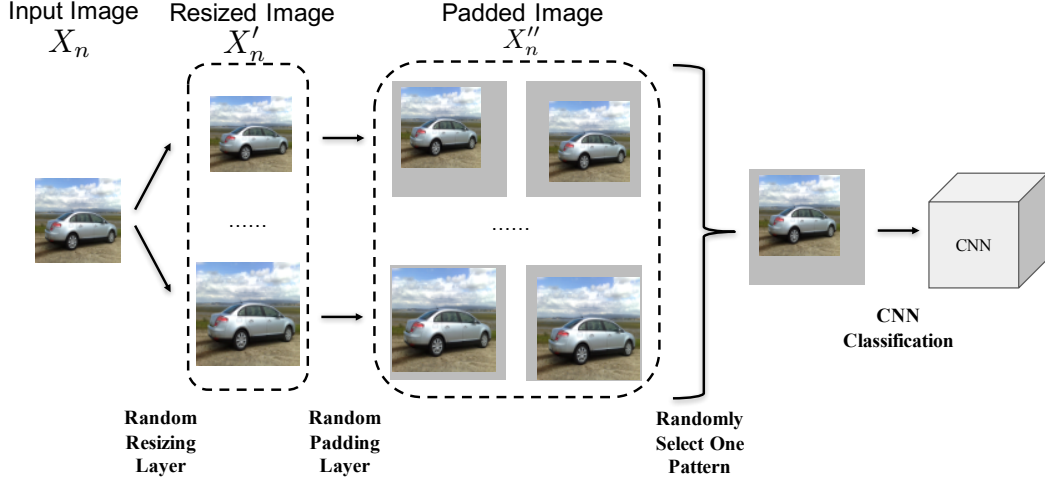 Input Image
Resized Image
Padded Image
X_n
X'_n
X''_n
......
......
CNN
CNN
Classification
Random
Resizing
Layer
Random
Padding
Layer
Randomly
Select One
Pattern